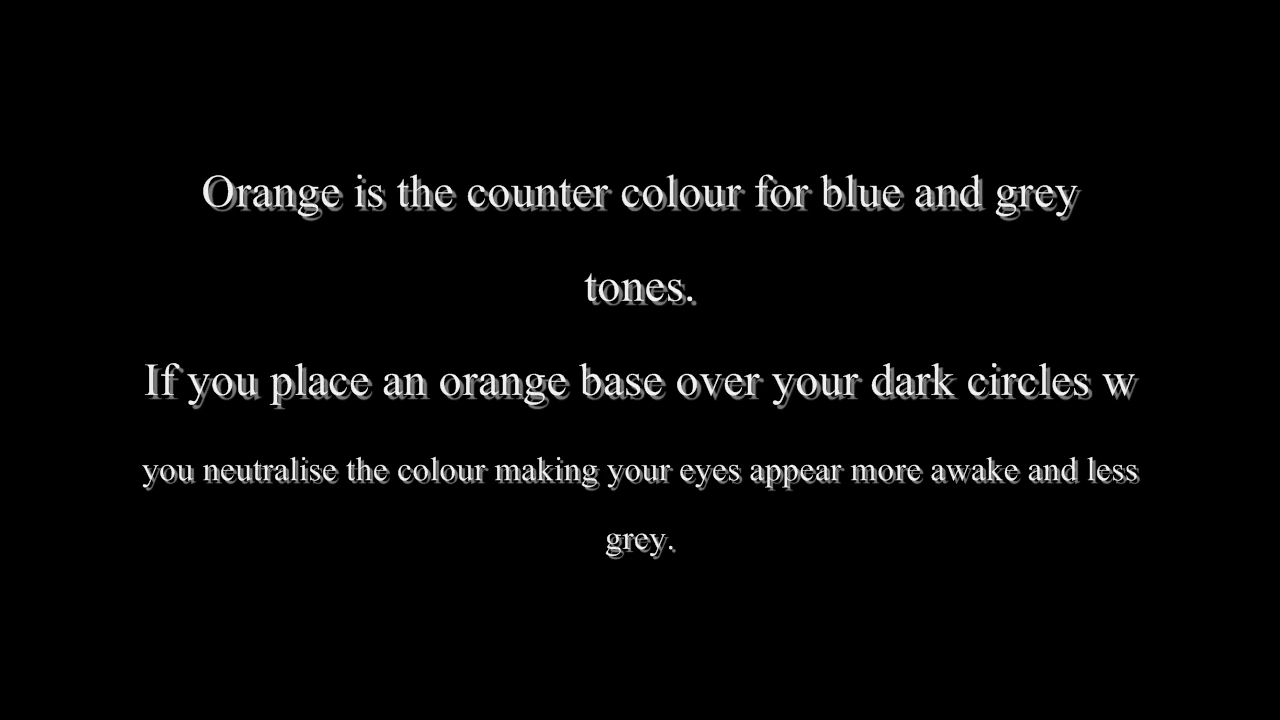 Orange is the counter colour for blue and grey
tones.
If you place an orange base over your dark circles w
you neutralise the colour making your eyes appear more awake and less
grey.